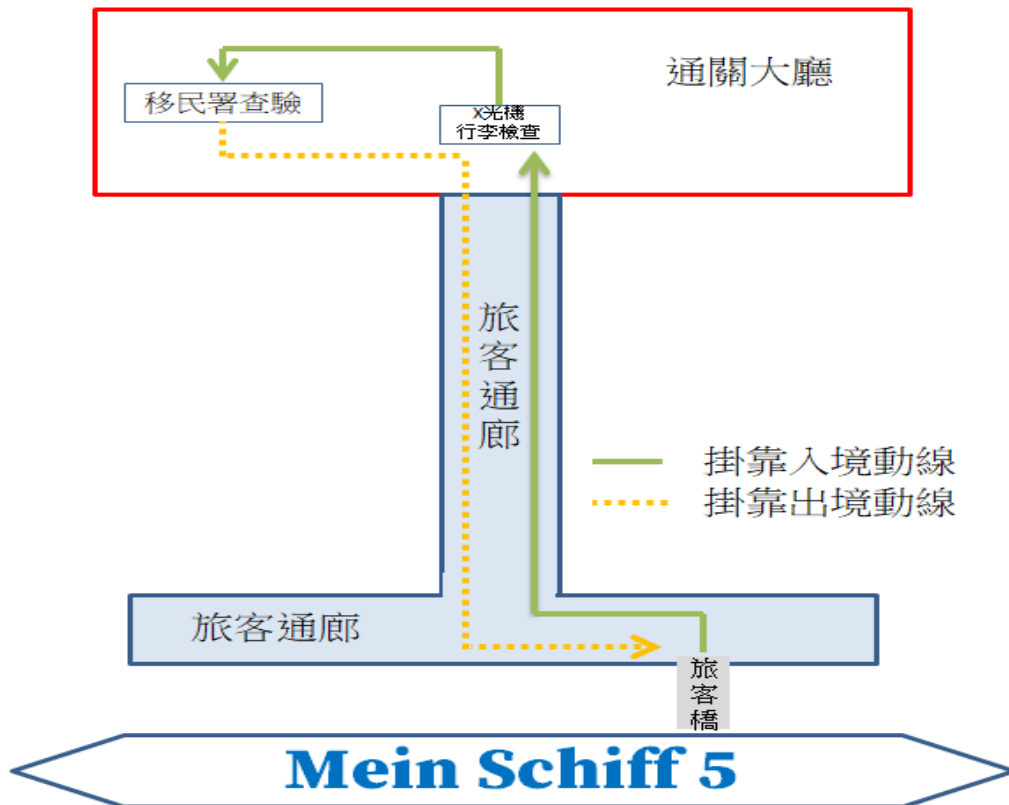 通關大廳
移民署查驗
X光機
行李檢查
旅客通廊
掛靠入境動線
掛靠出境動線
旅客通廊
旅客橋
Mein Schiff 5